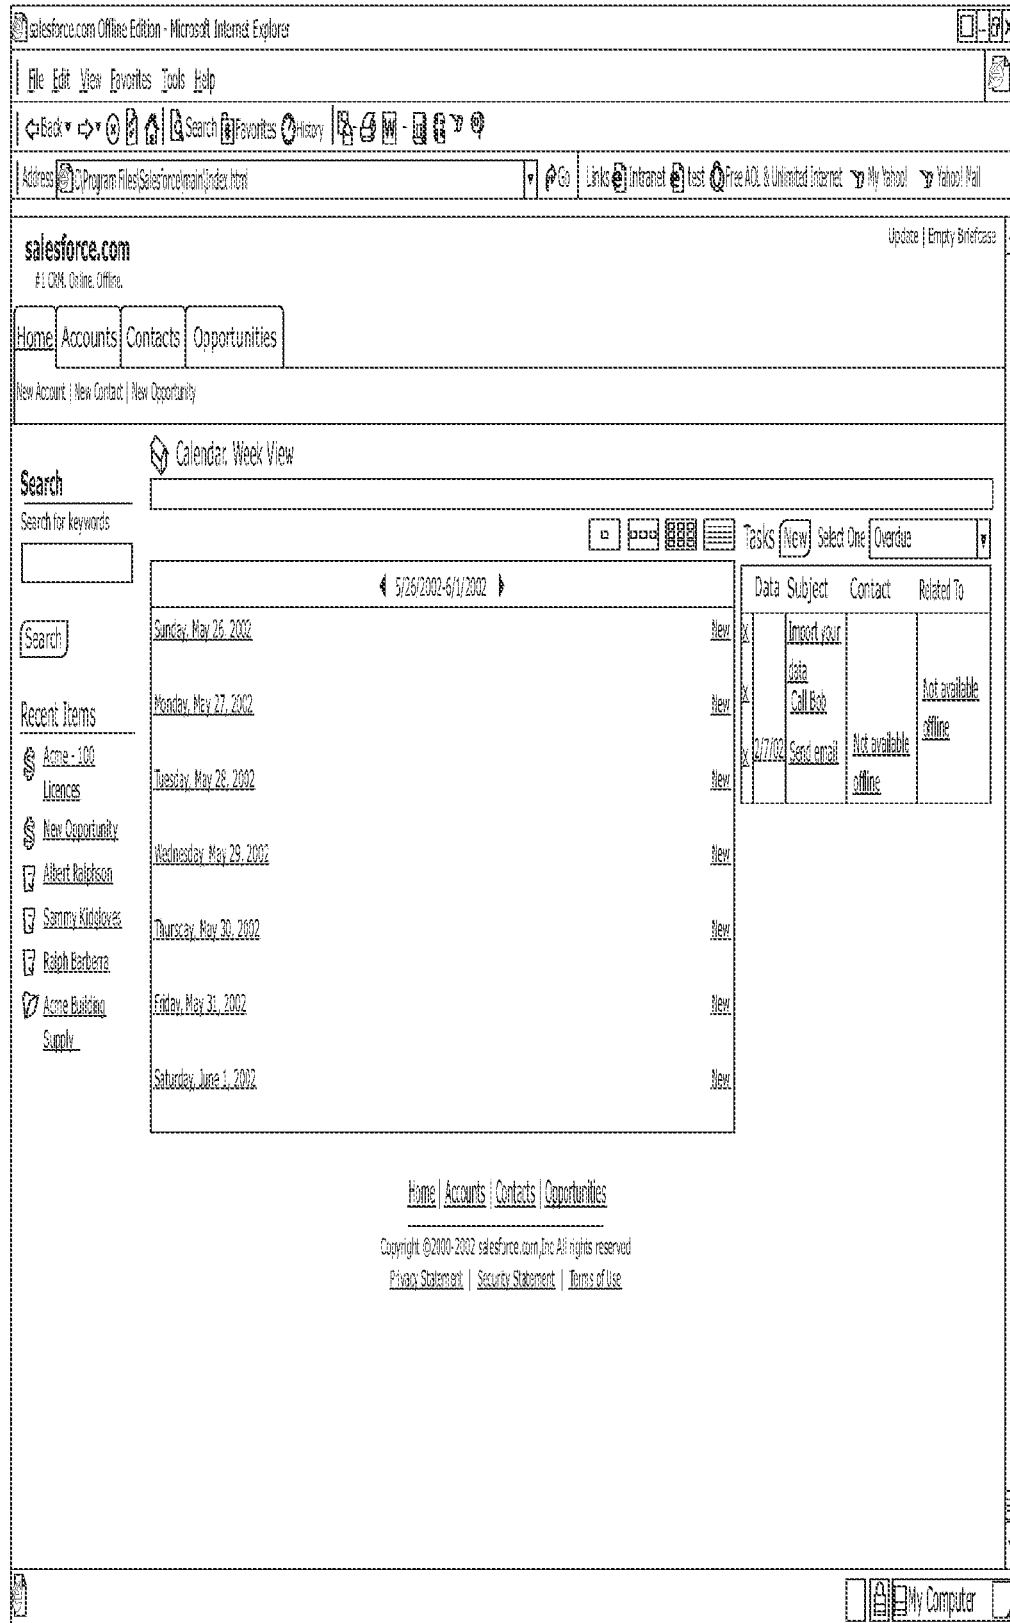 salesforce.com Offline Edition - Microsoft Internet Explorer
File Edit View Favorites Tools Help
Back Search Favorites History W
Address C:\Program Files\Salesforce\main\index.html Go Links Intranet test Free AOL & Unlimited Internet My Yahoo! Yahoo! Mail
salesforce.com
Update | Empty Briefcase
#1 CRM. Online. Offline.
Home Accounts Contacts Opportunities
New Account | New Contact | New Opportunity
Calendar. Week View
Search
Search for keywords
Search
Recent Items
Acme - 100
Licences
New Opportunity
Albert Ralphson
Sammy Kidgloves
Ralph Barberra
Acme Building
Supply
5/26/2002-6/1/2002
Sunday, May 26, 2002 New
Monday, May 27, 2002 New
Tuesday, May 28, 2002 New
Wednesday, May 29, 2002 New
Thurscay, May 30, 2002 New
Friday, May 31, 2002 New
Saturday, June 1, 2002 New
Tasks New Select One Overdue
Data Subject Contact Related To
X Import your
data
X Call Bob
Not available
offline
X 2/7/02 Send email Not available
offline
Home | Accounts | Contacts | Opportunities
Copyright ©2000-2002 salesforce.com,Inc All rights reserved
Privacy Statement | Security Statement | Terms of Use
My Computer